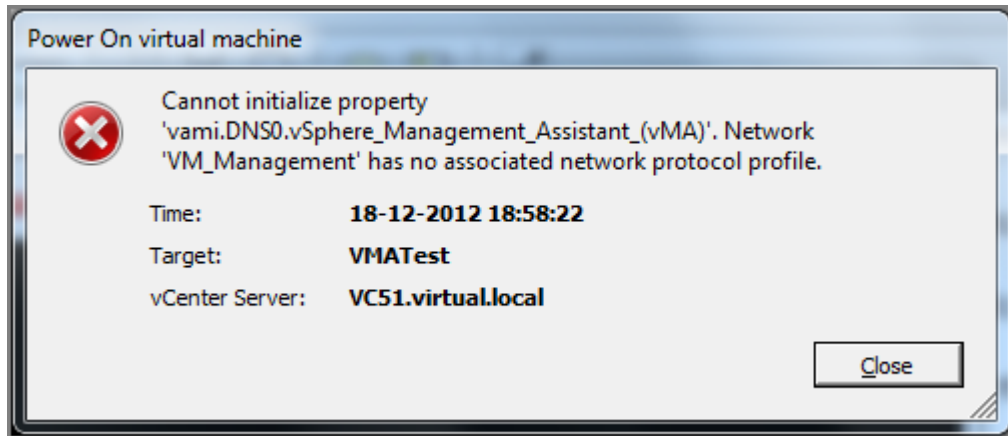 Power On virtual machine
Cannot initialize property
'vami.DNS0.vSphere_Management_Assistant_(vMA)'. Network
'VM_Management' has no associated network protocol profile.
Time: 18-12-2012 18:58:22
Target: VMATest
vCenter Server: VC51.virtual.local
Close